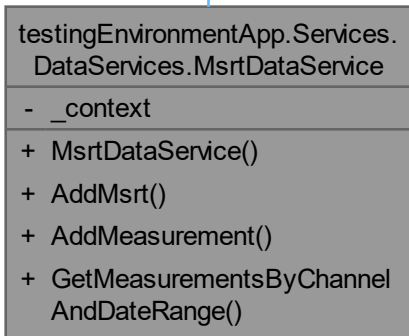 testingEnvironmentApp.Services.
DataServices.MsrtDataService
- _context
+ MsrtDataService()
+ AddMsrt()
+ AddMeasurement()
+ GetMeasurementsByChannel
AndDateRange()